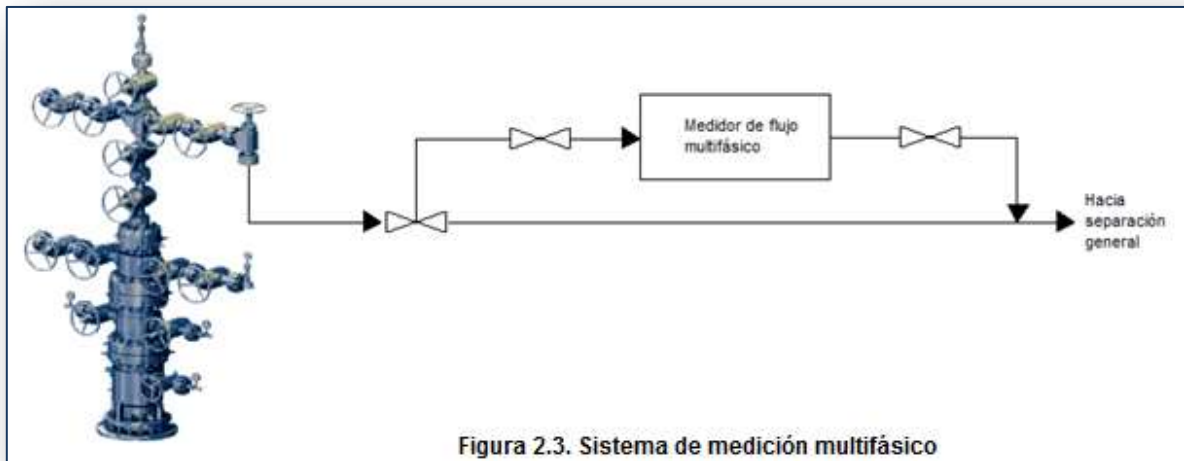 Medidor de flujo
multifásico
Hacia
separación
general
Figura 2.3. Sistema de medición multifásico